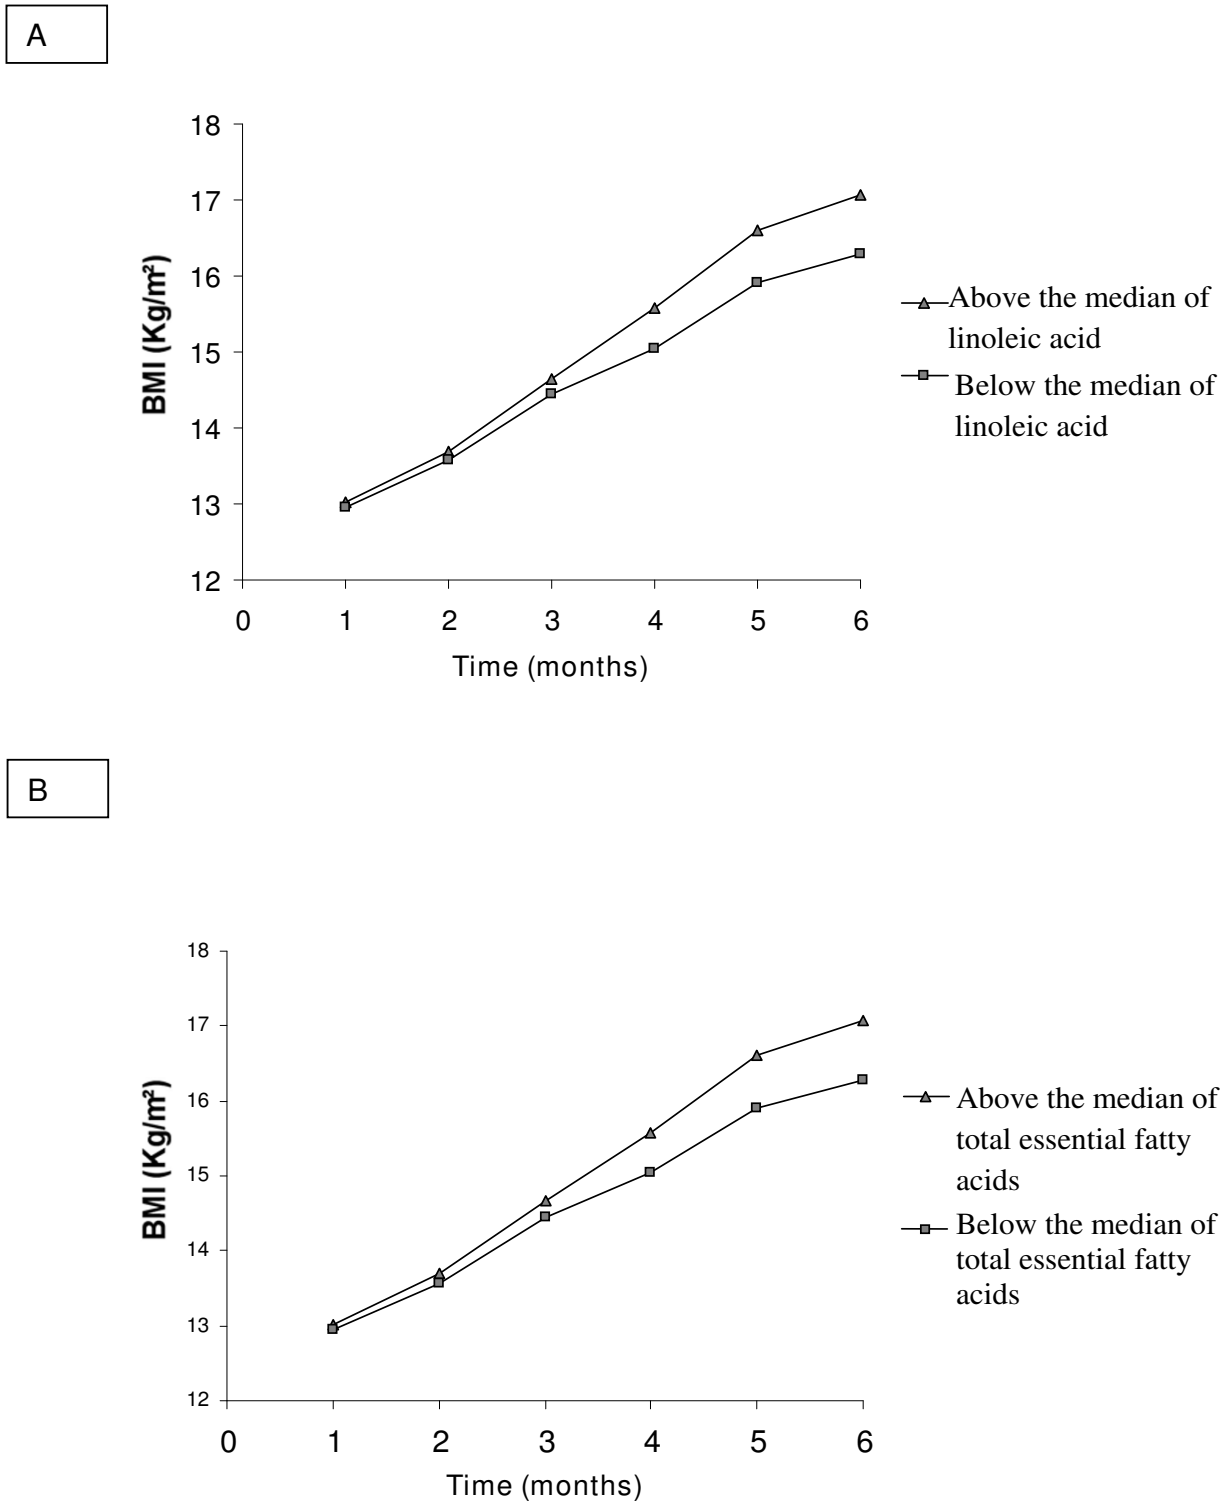 A
18
17
16
15
14
13
12
BMI (Kg/m²)
0 1 2 3 4 5 6
Time (months)
Above the median of
linoleic acid
Below the median of
linoleic acid
B
18
17
16
15
14
13
12
BMI (Kg/m²)
0 1 2 3 4 5 6
Time (months)
Above the median of
total essential fatty
acids
Below the median of
total essential fatty
acids